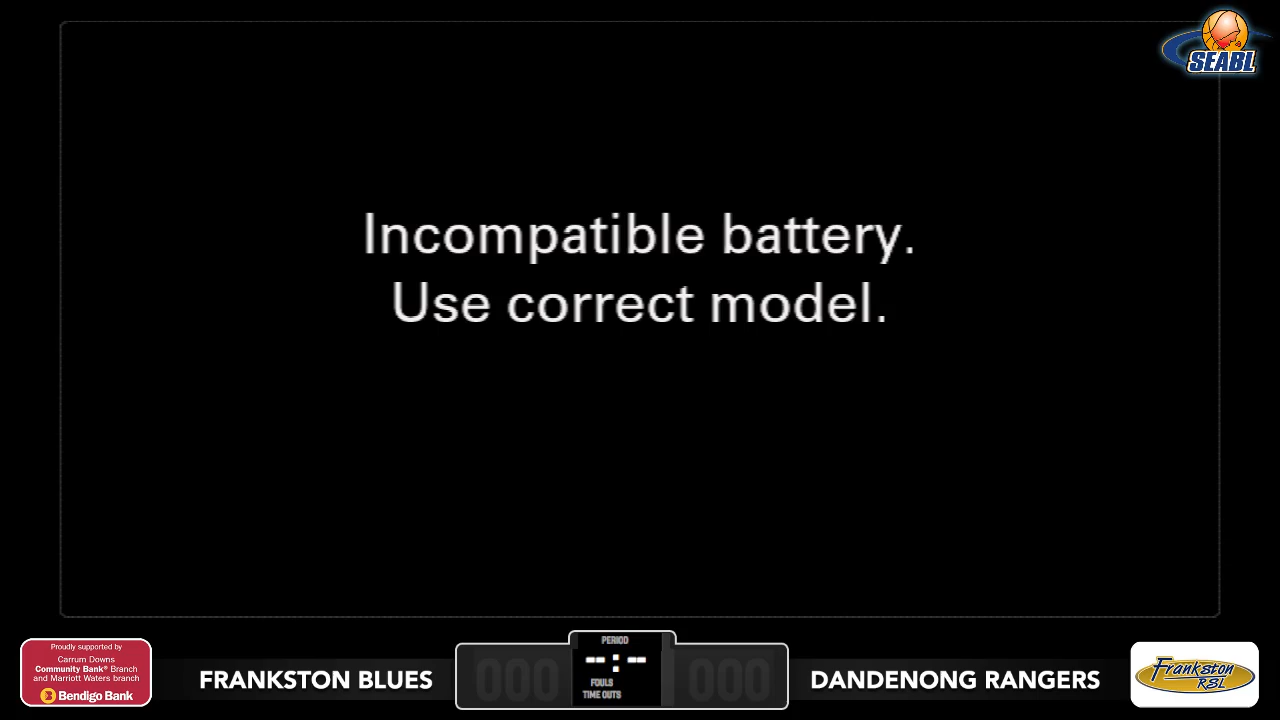 SEABL
Incompatible battery.
Use correct model.
Proudly supported by
Carrum Downs
Community Bank® Branch
and Marriott Waters branch
Bendigo Bank
FRANKSTON BLUES
PERIOD
--:--
FOULS
TIME OUTS
DANDENONG RANGERS
Frankston
RSL